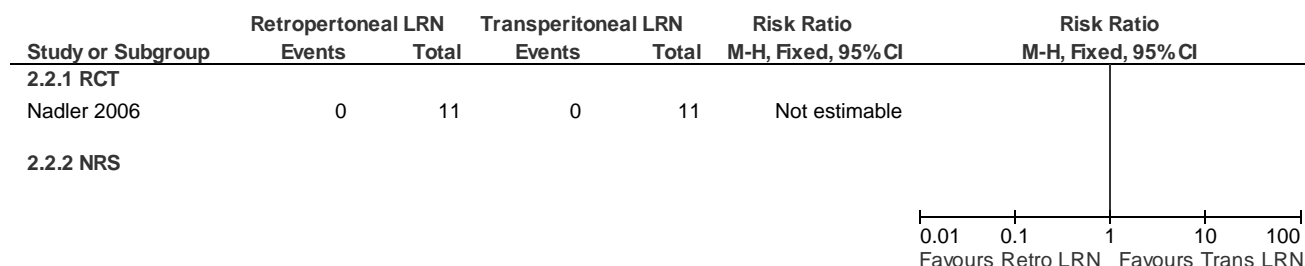 Retropertoneal LRN Transperitoneal LRN Risk Ratio Risk Ratio
Study or Subgroup Events Total Events Total M-H, Fixed, 95% CI M-H, Fixed, 95% CI
2.2.1 RCT
Nadler 2006 0 11 0 11 Not estimable
2.2.2 NRS
0.01 0.1 1 10 100
Favours Retro LRN Favours Trans LRN